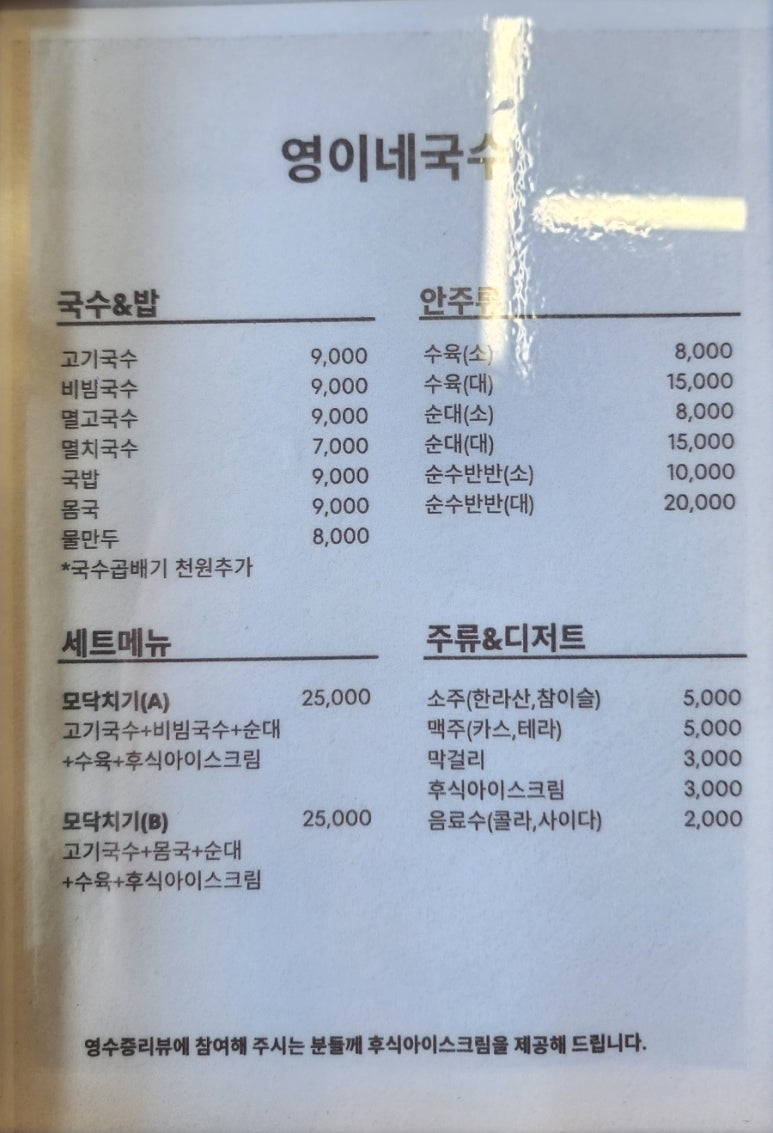 영이네국수
국수&밥
고기국수 9,000
비빔국수 9,000
멸고국수 9,000
멸치국수 7,000
국밥 9,000
몸국 9,000
물만두 8,000
*국수곱배기 천원추가
안주류
수육(소) 8,000
수육(대) 15,000
순대(소) 8,000
순대(대) 15,000
순수반반(소) 10,000
순수반반(대) 20,000
세트메뉴
모닥치기(A) 25,000
고기국수+비빔국수+순대
+수육+후식아이스크림
모닥치기(B) 25,000
고기국수+몸국+순대
+수육+후식아이스크림
주류&디저트
소주(한라산,참이슬) 5,000
맥주(카스,테라) 5,000
막걸리 3,000
후식아이스크림 3,000
음료수(콜라,사이다) 2,000
영수증리뷰에 참여해 주시는 분들께 후식아이스크림을 제공해 드립니다.